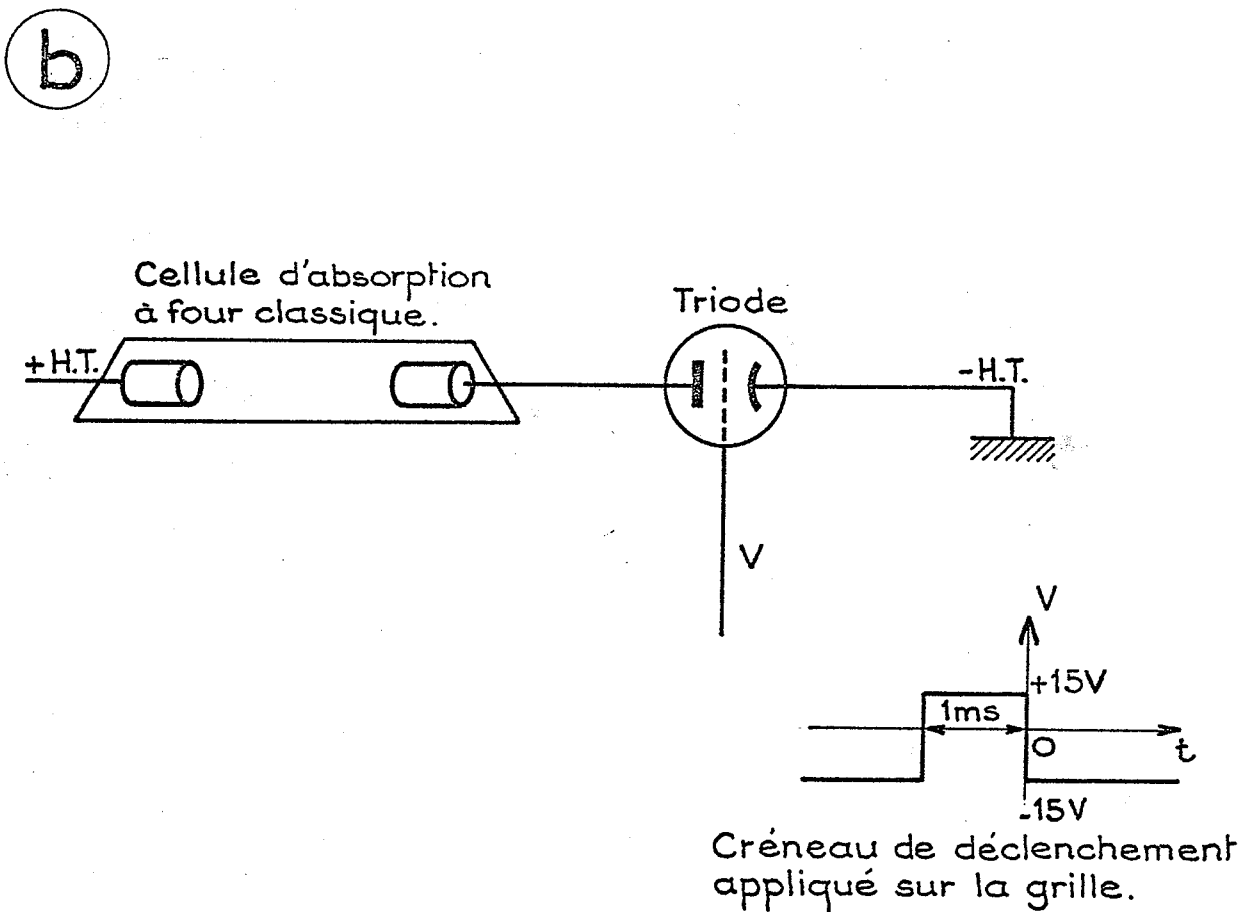 b
Cellule d'absorption
à four classique.
Triode
+H.T.
-H.T.
V
V
+15V
1ms
O
t
-15V
Créneau de déclenchement
appliqué sur la grille.